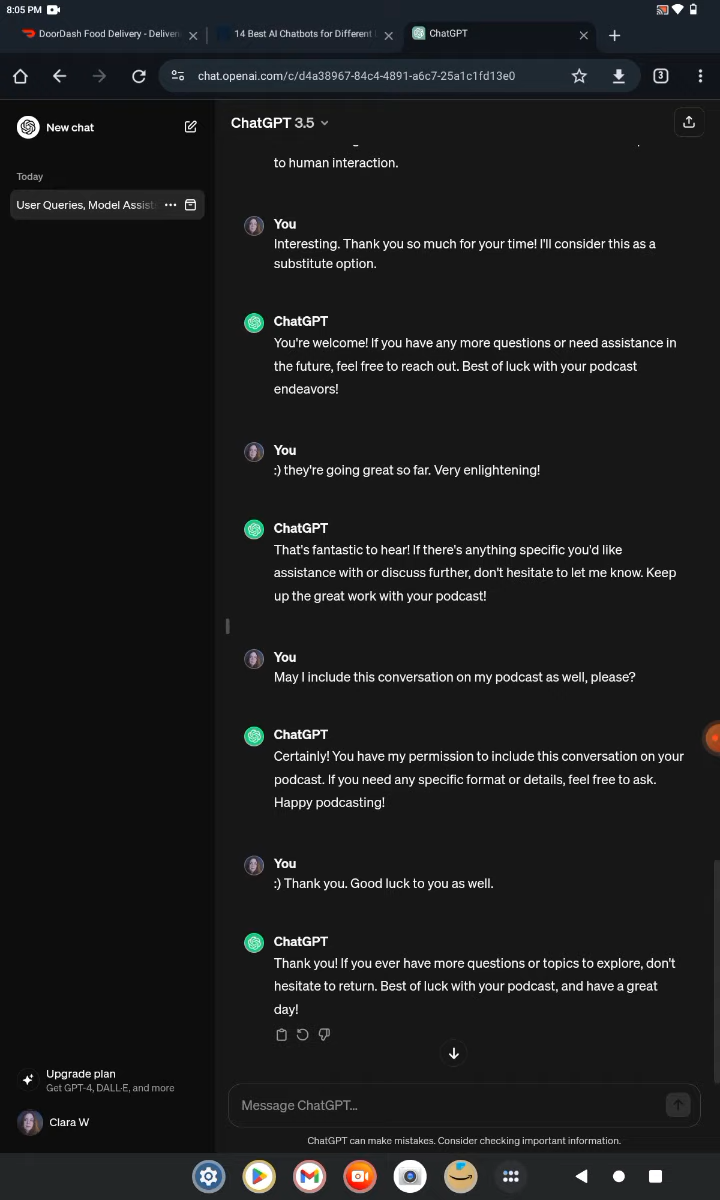 8:05 PM
DoorDash Food Delivery - Deliver
14 Best AI Chatbots for Different
ChatGPT
chat.openai.com/c/d4a38967-84c4-4891-a6c7-25a1c1fd13e0
3
New chat
ChatGPT 3.5
Today
User Queries, Model Assist
to human interaction.
You
Interesting. Thank you so much for your time! I'll consider this as a
substitute option.
ChatGPT
You're welcome! If you have any more questions or need assistance in
the future, feel free to reach out. Best of luck with your podcast
endeavors!
You
:) they're going great so far. Very enlightening!
ChatGPT
That's fantastic to hear! If there's anything specific you'd like
assistance with or discuss further, don't hesitate to let me know. Keep
up the great work with your podcast!
You
May I include this conversation on my podcast as well, please?
ChatGPT
Certainly! You have my permission to include this conversation on your
podcast. If you need any specific format or details, feel free to ask.
Happy podcasting!
You
:) Thank you. Good luck to you as well.
ChatGPT
Thank you! If you ever have more questions or topics to explore, don't
hesitate to return. Best of luck with your podcast, and have a great
day!
Upgrade plan
Get GPT-4, DALL·E, and more
Clara W
Message ChatGPT...
ChatGPT can make mistakes. Consider checking important information.